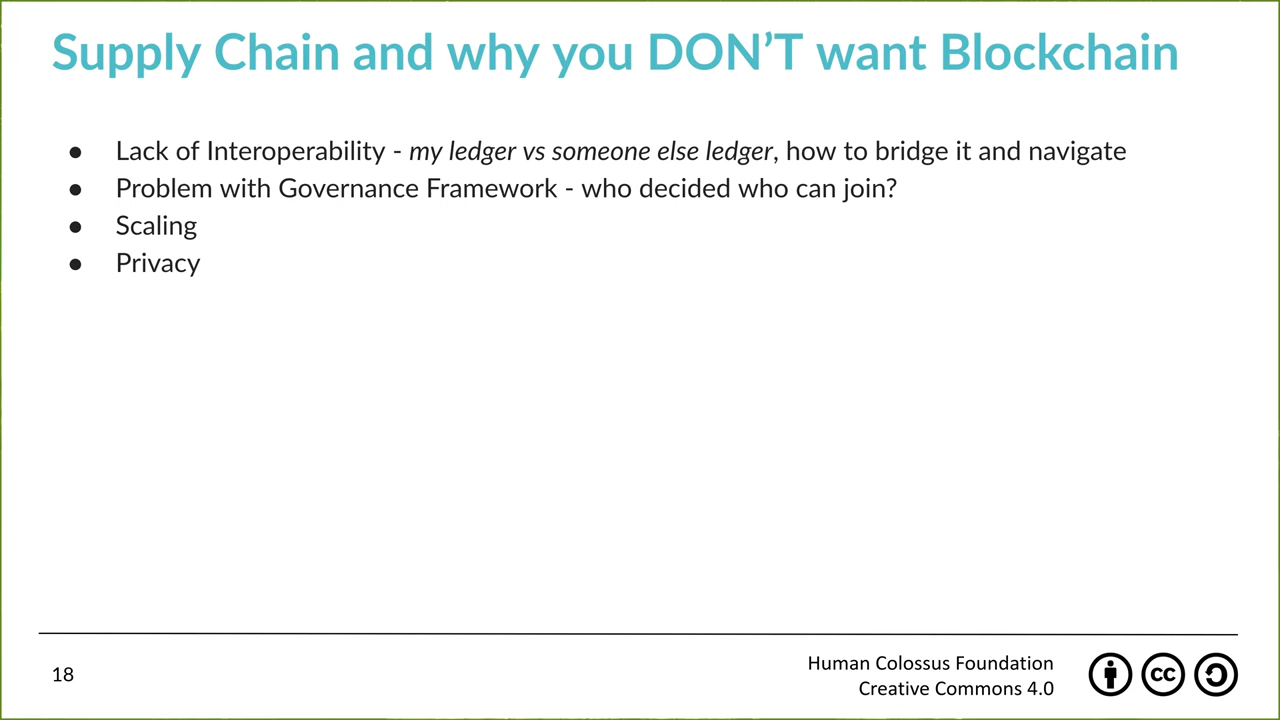 Supply Chain and why you DON'T want Blockchain
● Lack of Interoperability - my ledger vs someone else ledger, how to bridge it and navigate
● Problem with Governance Framework - who decided who can join?
● Scaling
● Privacy
18
Human Colossus Foundation
Creative Commons 4.0
cc